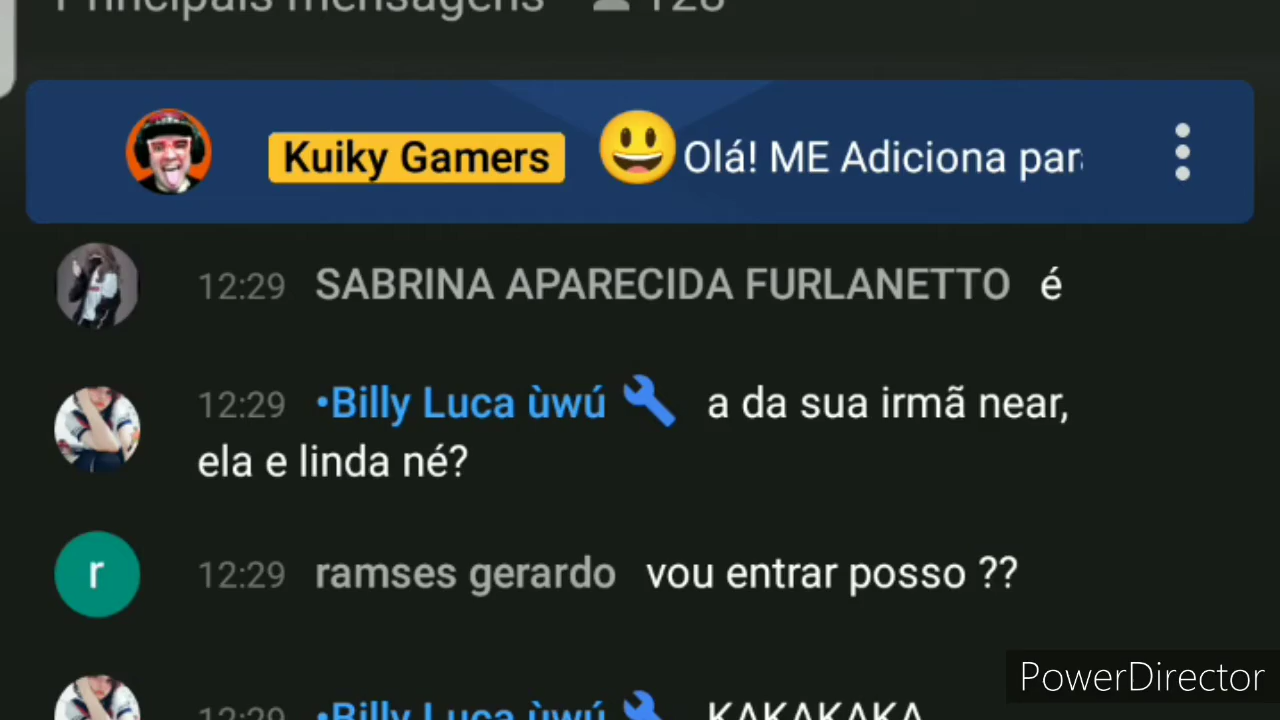 Principais mensagens 128
Kuiky Gamers 😃Olá! ME Adiciona par
12:29 SABRINA APARECIDA FURLANETTO é
12:29 •Billy Luca ùwú a da sua irmã near,
ela e linda né?
r 12:29 ramses gerardo vou entrar posso ??
12:29 •Billy Luca ùwú KAKAKAKA
PowerDirector